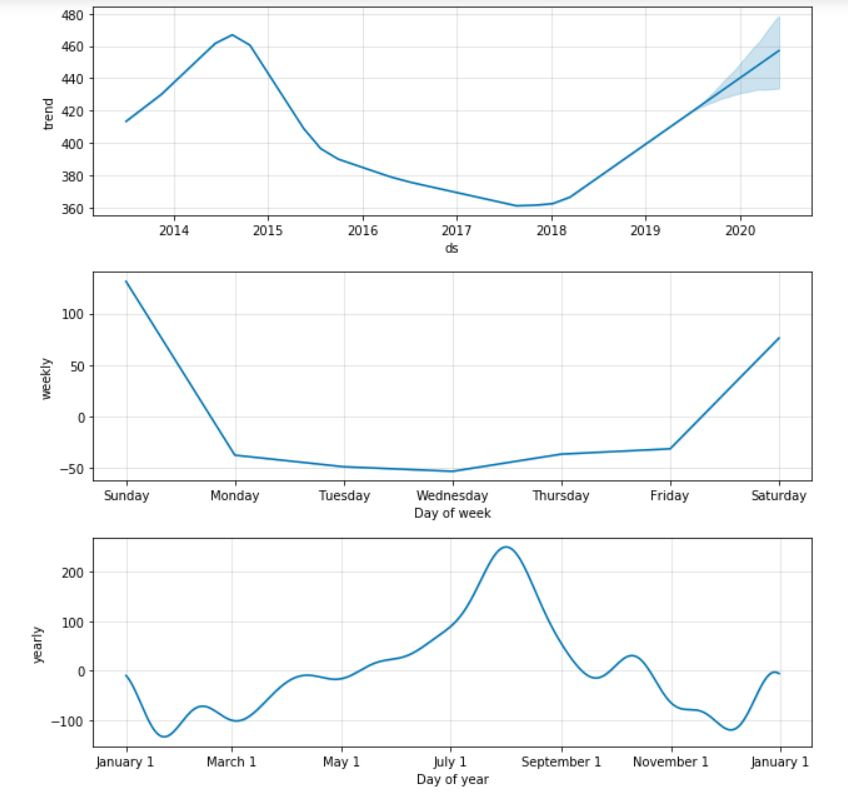 480
460
440
420
400
380
360
trend
2014 2015 2016 2017 2018 2019 2020
ds
100
50
0
−50
weekly
Sunday Monday Tuesday Wednesday Thursday Friday Saturday
Day of week
200
100
0
−100
yearly
January 1 March 1 May 1 July 1 September 1 November 1 January 1
Day of year